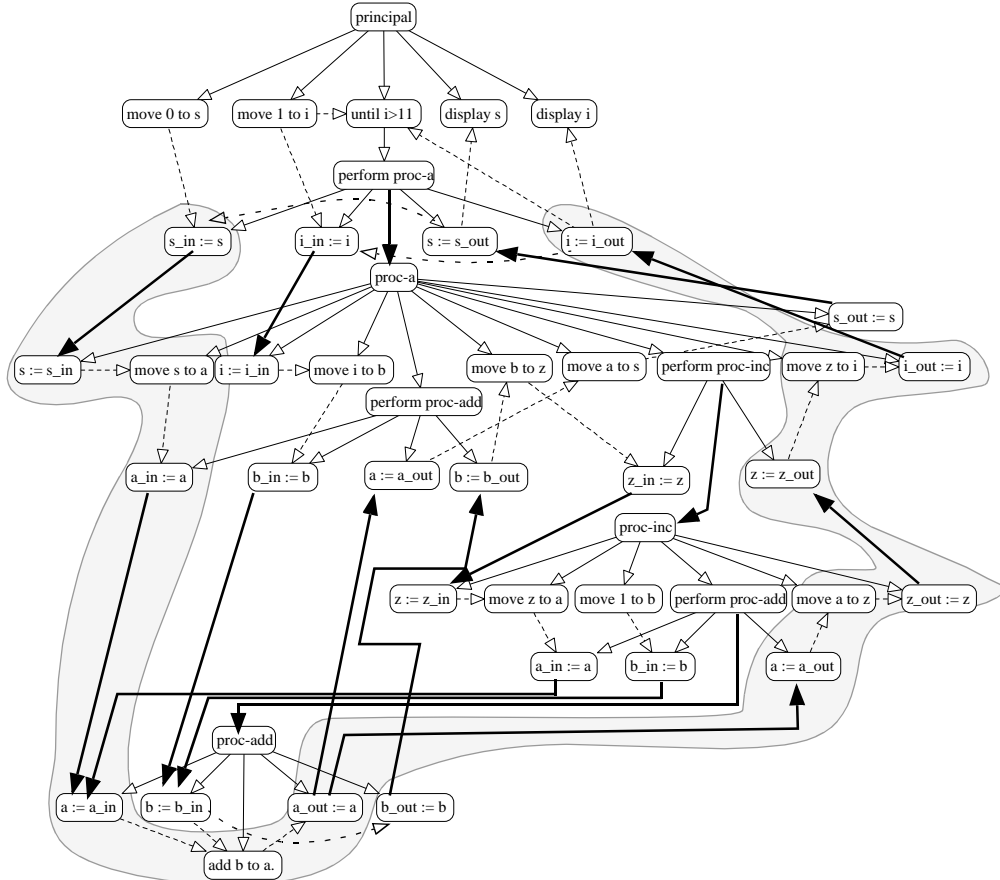 principal
move 0 to s
move 1 to i
until i>11
display s
display i
perform proc-a
s_in := s
i_in := i
s := s_out
i := i_out
proc-a
s_out := s
s := s_in
move s to a
i := i_in
move i to b
move b to z
move a to s
perform proc-inc
move z to i
i_out := i
perform proc-add
a_in := a
b_in := b
a := a_out
b := b_out
z_in := z
z := z_out
proc-inc
z := z_in
move z to a
move 1 to b
perform proc-add
move a to z
z_out := z
a_in := a
b_in := b
a := a_out
proc-add
a := a_in
b := b_in
a_out := a
b_out := b
add b to a.